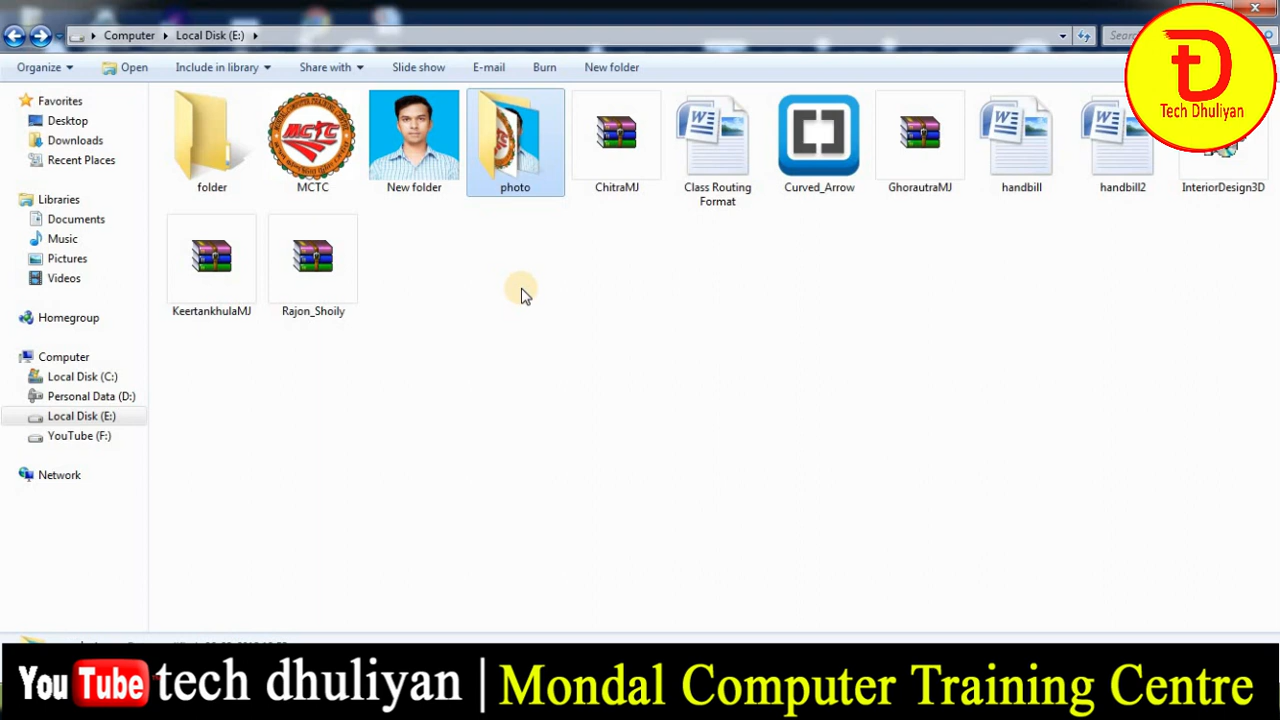 Computer ▸ Local Disk (E:) ▸
Organize Open Include in library Share with Slide show E-mail Burn New folder
Favorites
Desktop
Downloads
Recent Places
Libraries
Documents
Music
Pictures
Videos
Homegroup
Computer
Local Disk (C:)
Personal Data (D:)
Local Disk (E:)
YouTube (F:)
Network
MCTC
folder MCTC New folder photo ChitraMJ Class Routing Format Curved_Arrow GhorautraMJ handbill handbill2 InteriorDesign3D
KeertankhulaMJ Rajon_Shoily
Tech Dhuliyan
YouTube tech dhuliyan | Mondal Computer Training Centre